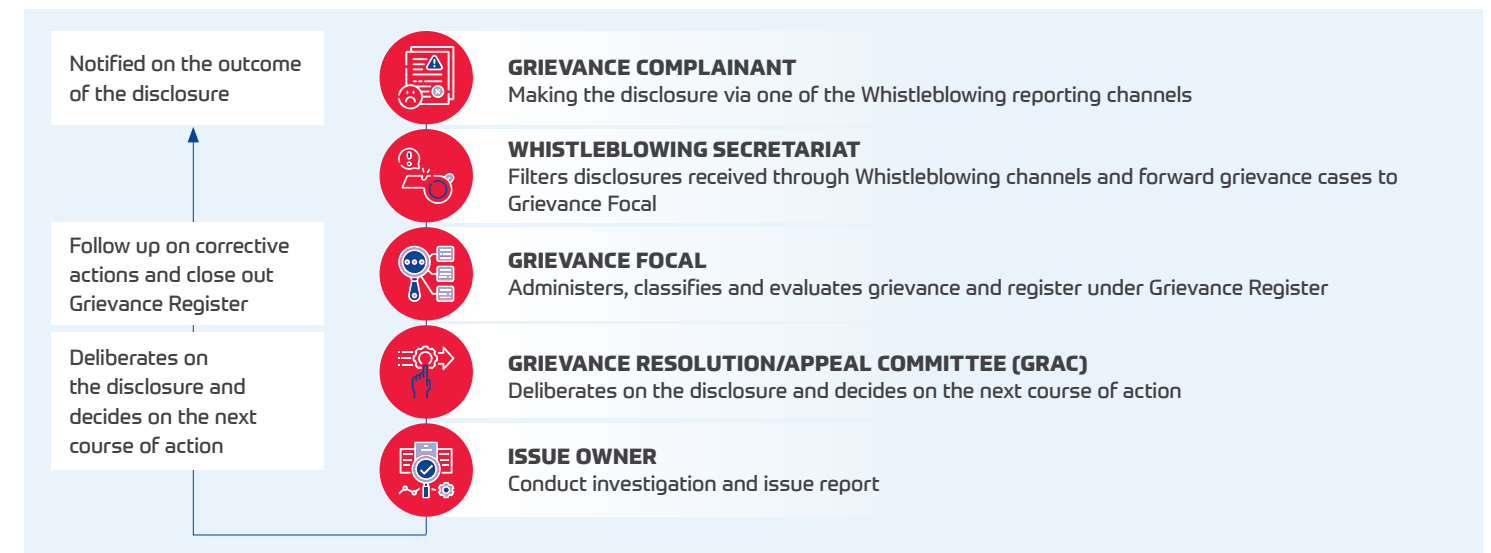 Notified on the outcome
of the disclosure
Follow up on corrective
actions and close out
Grievance Register
Deliberates on
the disclosure and
decides on the next
course of action
GRIEVANCE COMPLAINANT
Making the disclosure via one of the Whistleblowing reporting channels
WHISTLEBLOWING SECRETARIAT
Filters disclosures received through Whistleblowing channels and forward grievance cases to
Grievance Focal
GRIEVANCE FOCAL
Administers, classifies and evaluates grievance and register under Grievance Register
GRIEVANCE RESOLUTION/APPEAL COMMITTEE (GRAC)
Deliberates on the disclosure and decides on the next course of action
ISSUE OWNER
Conduct investigation and issue report